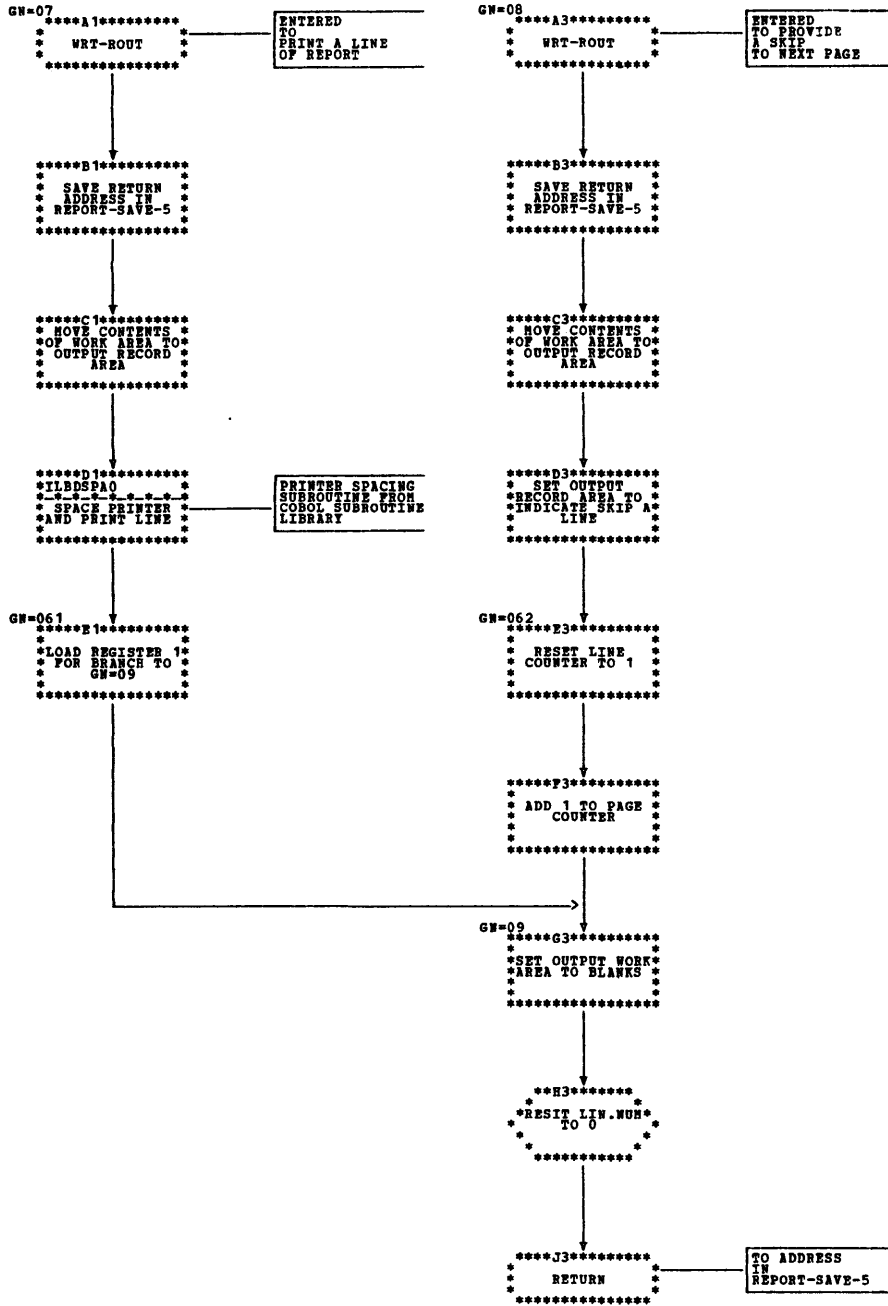 GN=07
A1
WRT-ROUT
ENTERED
TO
PRINT A LINE
OF REPORT
B1
SAVE RETURN
ADDRESS IN
REPORT-SAVE-5
C1
MOVE CONTENTS
OF WORK AREA TO
OUTPUT RECORD
AREA
D1
ILBDSPA0
SPACE PRINTER
AND PRINT LINE
PRINTER SPACING
SUBROUTINE FROM
COBOL SUBROUTINE
LIBRARY
GN=061
E1
LOAD REGISTER 1
FOR BRANCH TO
GN=09
GN=08
A3
WRT-ROUT
ENTERED
TO PROVIDE
A SKIP
TO NEXT PAGE
B3
SAVE RETURN
ADDRESS IN
REPORT-SAVE-5
C3
MOVE CONTENTS
OF WORK AREA TO
OUTPUT RECORD
AREA
D3
SET OUTPUT
RECORD AREA TO
INDICATE SKIP A
LINE
GN=062
E3
RESET LINE
COUNTER TO 1
F3
ADD 1 TO PAGE
COUNTER
GN=09
G3
SET OUTPUT WORK
AREA TO BLANKS
H3
RESIT LIN.NUM
TO 0
J3
RETURN
TO ADDRESS
IN
REPORT-SAVE-5